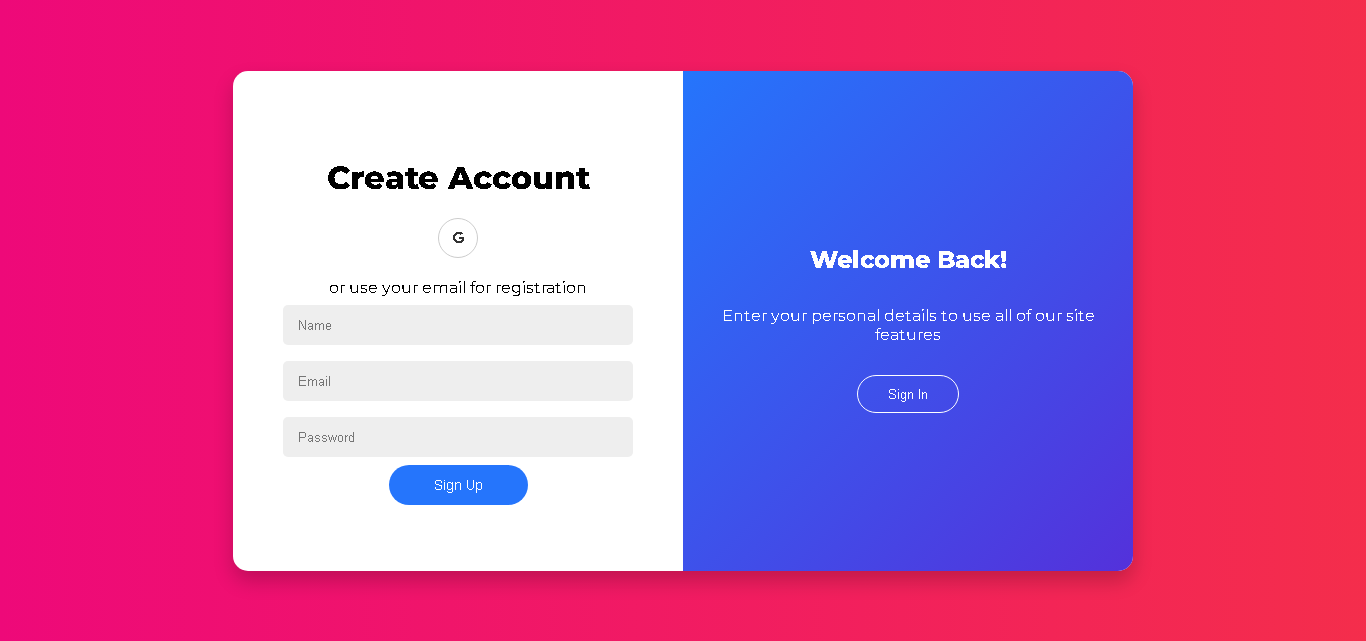 Create Account
G
or use your email for registration
Name
Email
Password
Sign Up
Welcome Back!
Enter your personal details to use all of our site
features
Sign In